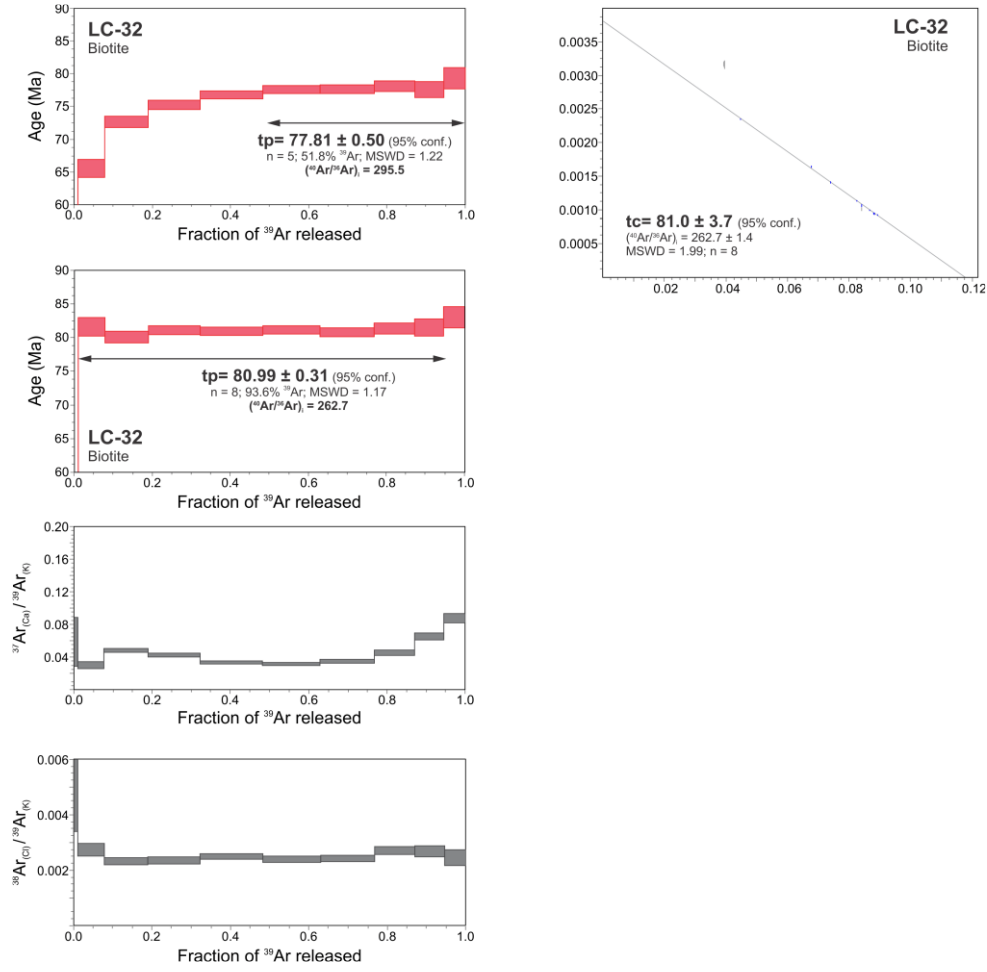 LC-32
Biotite
90
85
80
75
70
65
60
Age (Ma)
tp= 77.81 ± 0.50 (95% conf.)
n = 5; 51.8% ³⁹Ar; MSWD = 1.22
(⁴⁰Ar/³⁶Ar)ᵢ = 295.5
0.0 0.2 0.4 0.6 0.8 1.0
Fraction of ³⁹Ar released
LC-32
Biotite
0.0035
0.0030
0.0025
0.0020
0.0015
0.0010
0.0005
tc= 81.0 ± 3.7 (95% conf.)
(⁴⁰Ar/³⁶Ar)ᵢ = 262.7 ± 1.4
MSWD = 1.99; n = 8
0.02 0.04 0.06 0.08 0.10 0.12
90
85
80
75
70
65
60
Age (Ma)
tp= 80.99 ± 0.31 (95% conf.)
n = 8; 93.6% ³⁹Ar; MSWD = 1.17
(⁴⁰Ar/³⁶Ar)ᵢ = 262.7
LC-32
Biotite
0.0 0.2 0.4 0.6 0.8 1.0
Fraction of ³⁹Ar released
0.20
0.16
0.12
0.08
0.04
³⁷Ar(Ca)/³⁹Ar(K)
0.0 0.2 0.4 0.6 0.8 1.0
Fraction of ³⁹Ar released
0.006
0.004
0.002
³⁸Ar(Cl)/³⁹Ar(K)
0.0 0.2 0.4 0.6 0.8 1.0
Fraction of ³⁹Ar released